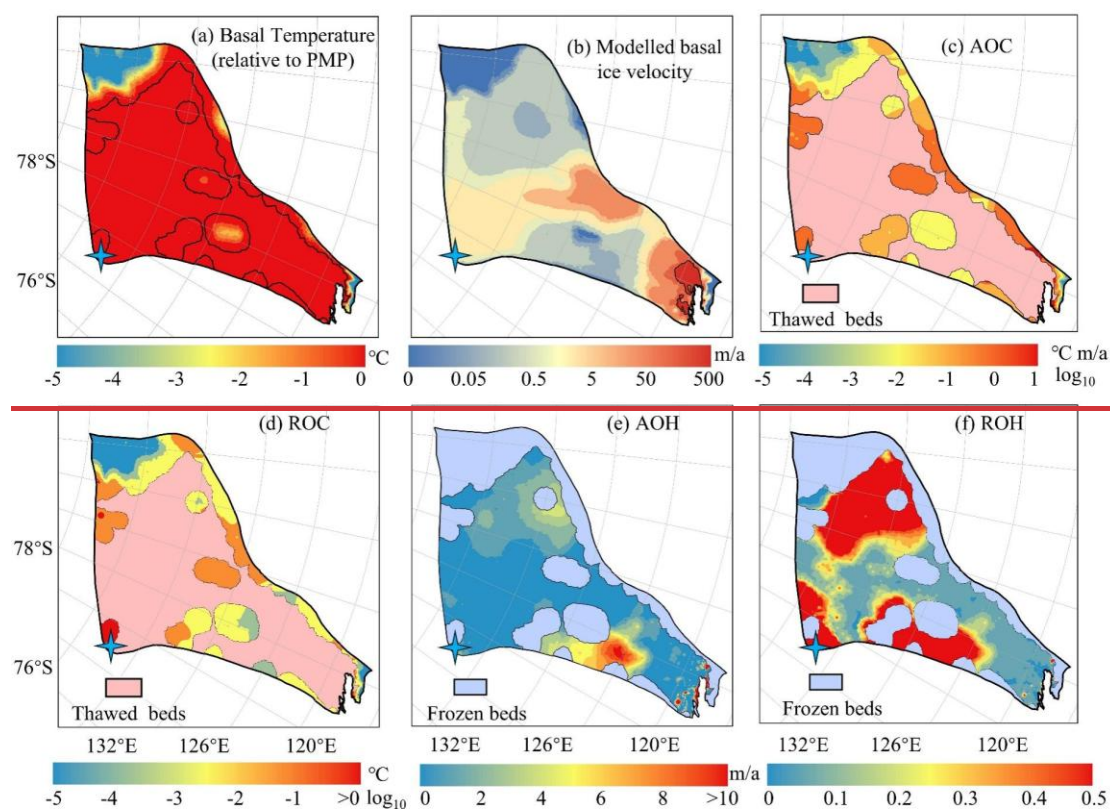 (a) Basal Temperature
(relative to PMP)
(b) Modelled basal
ice velocity
(c) AOC
78°S
76°S
Thawed beds
°C
-5 -4 -3 -2 -1 0
m/a
0 0.05 0.5 5 50 500
°C m/a
-5 -4 -3 -2 -1 0 1
log10
(d) ROC
(e) AOH
(f) ROH
78°S
76°S
Thawed beds
Frozen beds
Frozen beds
132°E 126°E 120°E
132°E 126°E 120°E
132°E 126°E 120°E
°C
-5 -4 -3 -2 -1 >0 log10
m/a
0 2 4 6 8 >10
0 0.1 0.2 0.3 0.4 0.5